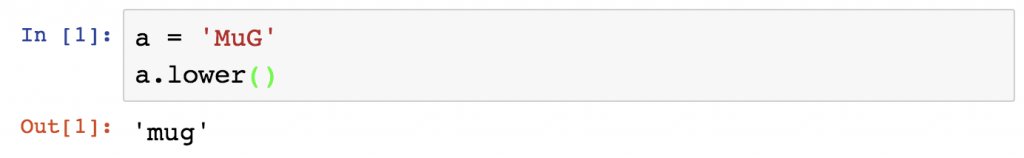 In [1]: a = 'MuG'
a.lower()
Out[1]: 'mug'